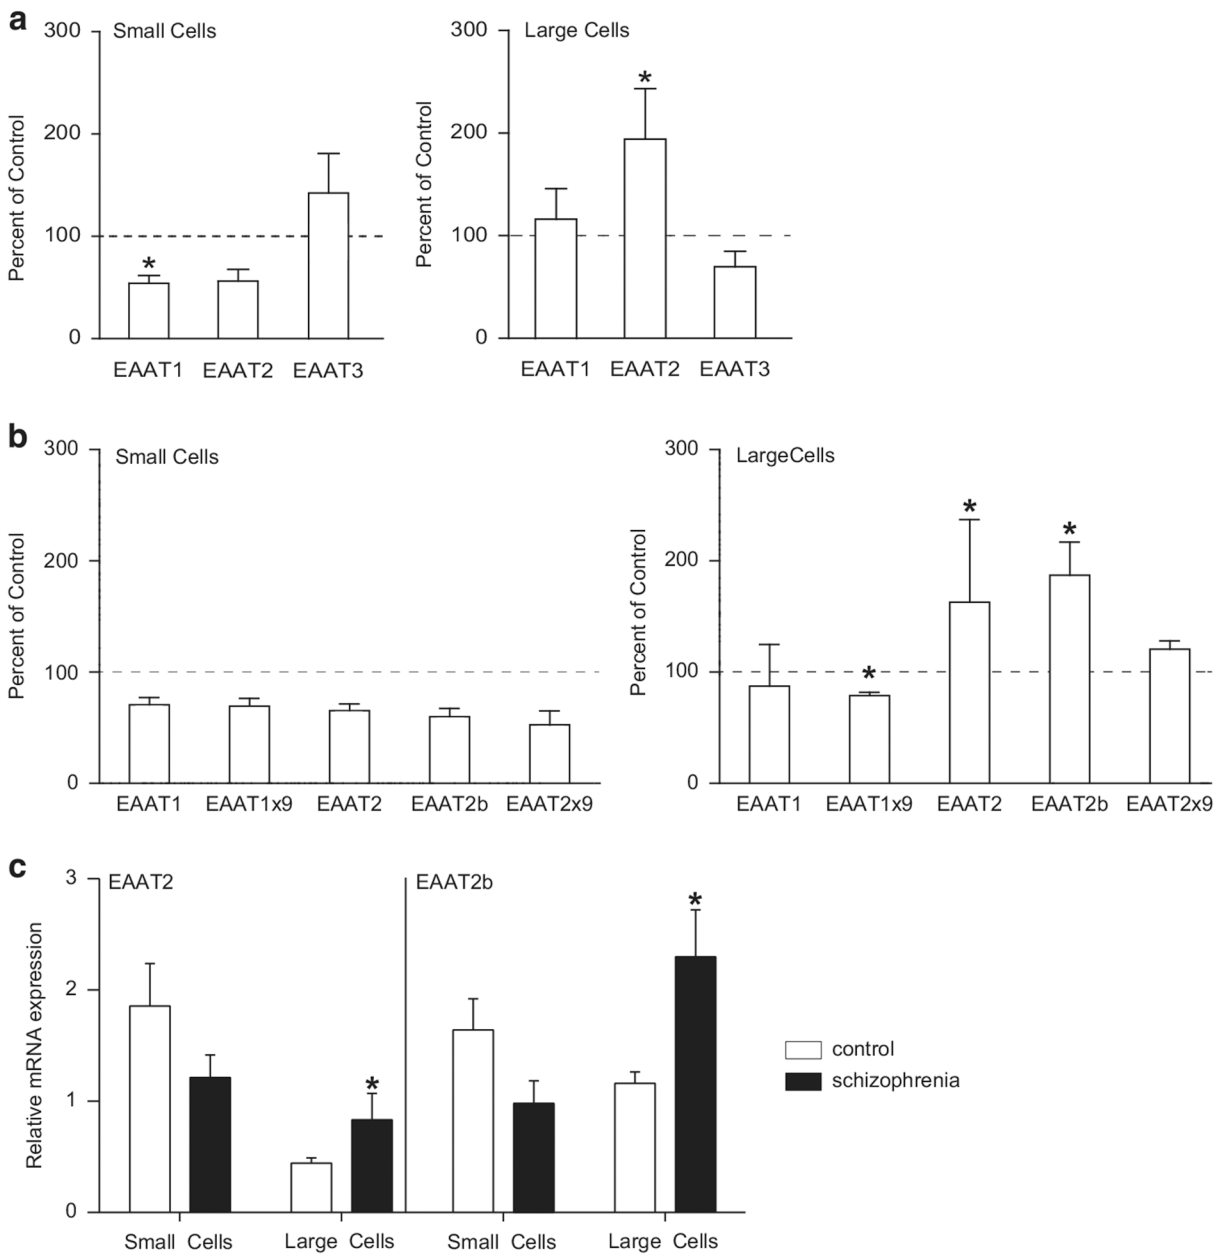 a
Small Cells
Percent of Control
300
200
100
0
*
EAAT1 EAAT2 EAAT3
Large Cells
Percent of Control
300
200
100
0
*
EAAT1 EAAT2 EAAT3
b
Small Cells
Percent of Control
300
200
100
0
EAAT1 EAAT1x9 EAAT2 EAAT2b EAAT2x9
LargeCells
Percent of Control
300
200
100
0
* * *
EAAT1 EAAT1x9 EAAT2 EAAT2b EAAT2x9
c
EAAT2
EAAT2b
Relative mRNA expression
3
2
1
0
* *
Small Cells Large Cells Small Cells Large Cells
control
schizophrenia